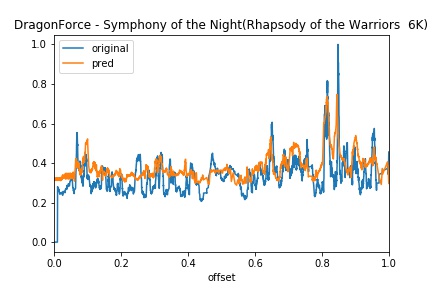 DragonForce - Symphony of the Night(Rhapsody of the Warriors  6K)
original
pred
1.0
0.8
0.6
0.4
0.2
0.0
0.0 0.2 0.4 0.6 0.8 1.0
offset